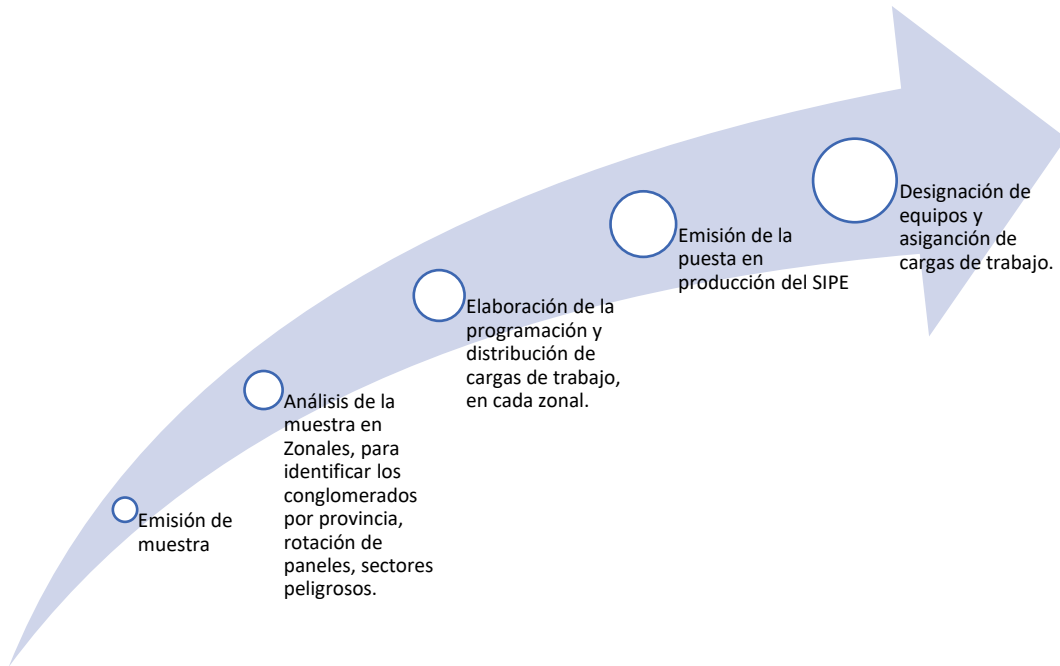 Emisión de
muestra
Análisis de la
muestra en
Zonales, para
identificar los
conglomerados
por provincia,
rotación de
paneles, sectores
peligrosos.
Elaboración de la
programación y
distribución de
cargas de trabajo,
en cada zonal.
Emisión de la
puesta en
producción del SIPE
Designación de
equipos y
asiganción de
cargas de trabajo.